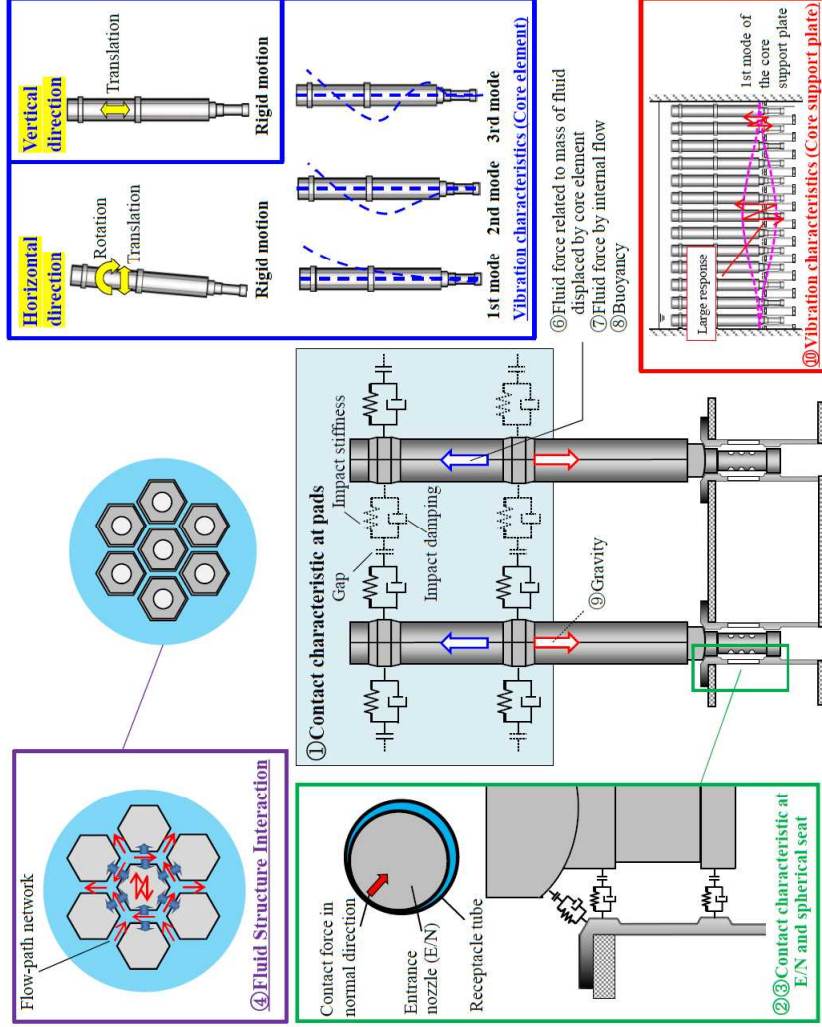 Flow-path network
④Fluid Structure Interaction
Horizontal
direction
Rotation
Translation
Rigid motion
Vertical
direction
Translation
Rigid motion
1st mode
2nd mode
3rd mode
Vibration characteristics (Core element)
Contact force in
normal direction
Entrance
nozzle (E/N)
Receptacle tube
②③Contact characteristic at
E/N and spherical seat
①Contact characteristic at pads
Gap
Impact stiffness
Impact damping
⑨Gravity
⑥Fluid force related to mass of fluid
displaced by core element
⑦Fluid force by internal flow
⑧Buoyancy
Large response
1st mode of
the core
support plate
⑩Vibration characteristics (Core support plate)